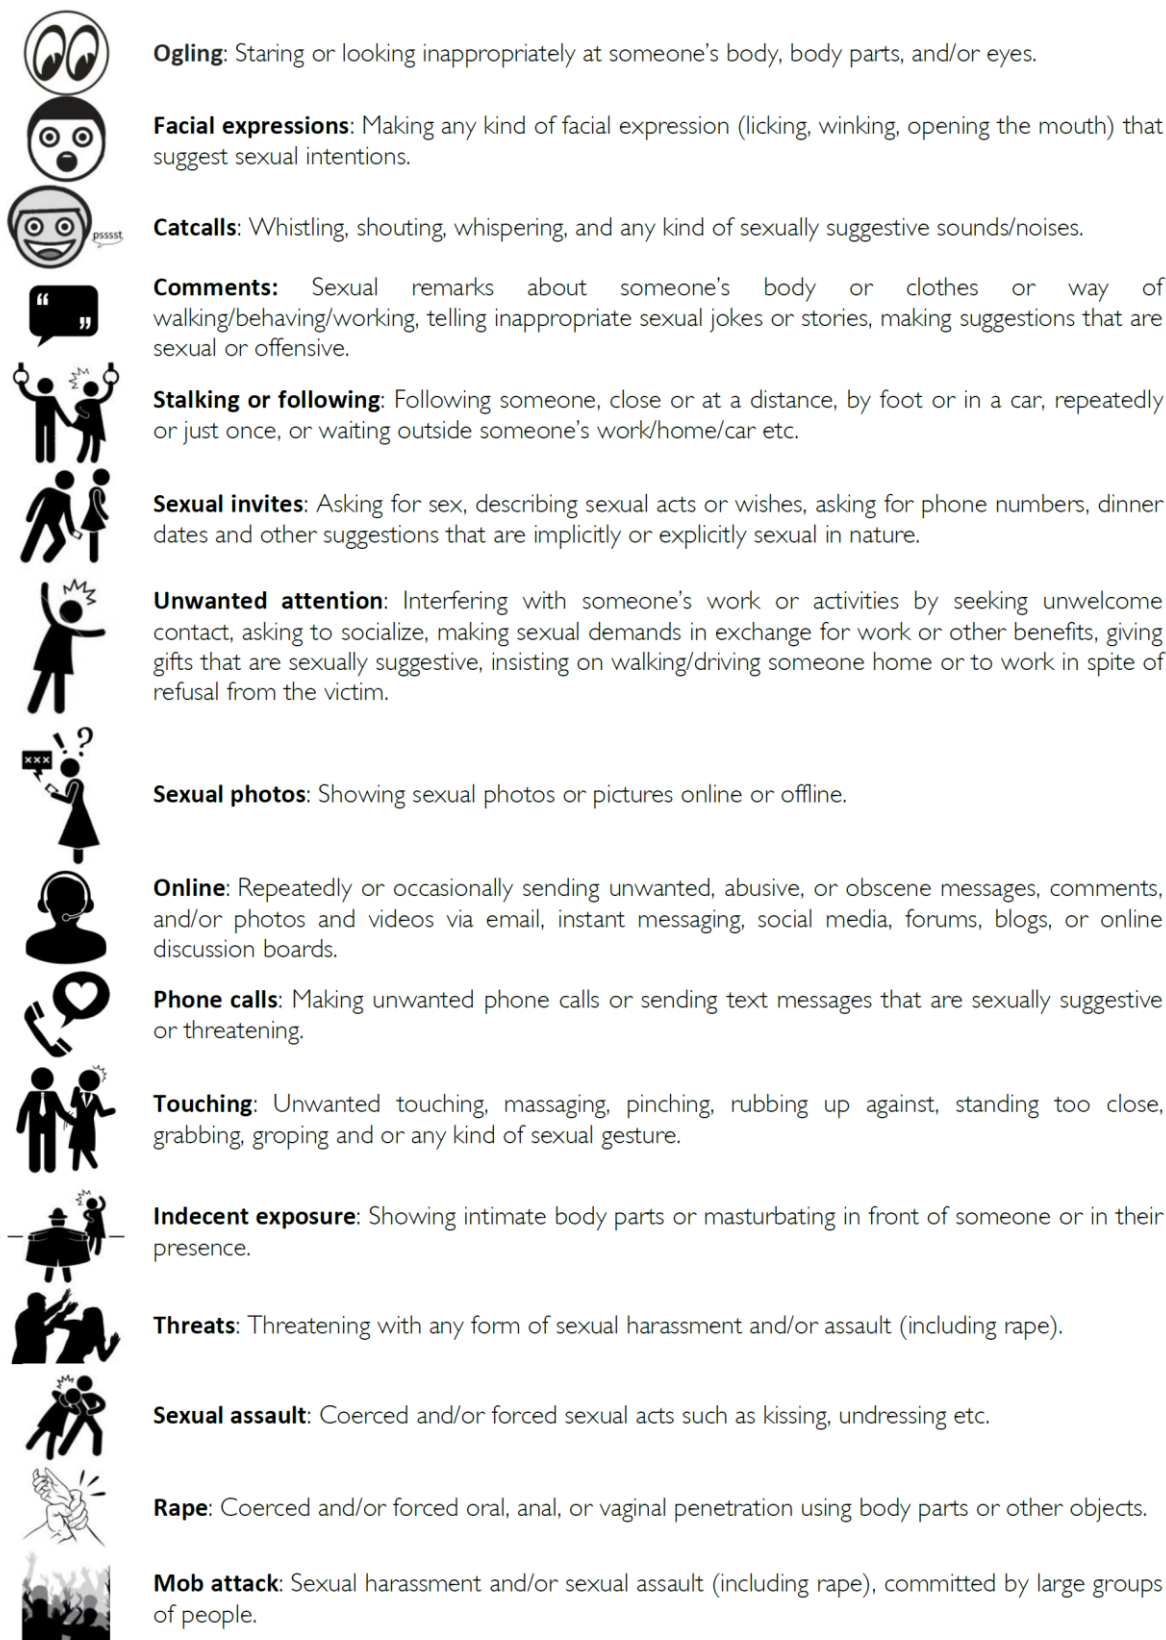 Ogling: Staring or looking inappropriately at someone's body, body parts, and/or eyes.
Facial expressions: Making any kind of facial expression (licking, winking, opening the mouth) that
suggest sexual intentions.
psssst
Catcalls: Whistling, shouting, whispering, and any kind of sexually suggestive sounds/noises.
Comments: Sexual remarks about someone's body or clothes or way of
walking/behaving/working, telling inappropriate sexual jokes or stories, making suggestions that are
sexual or offensive.
Stalking or following: Following someone, close or at a distance, by foot or in a car, repeatedly
or just once, or waiting outside someone's work/home/car etc.
Sexual invites: Asking for sex, describing sexual acts or wishes, asking for phone numbers, dinner
dates and other suggestions that are implicitly or explicitly sexual in nature.
Unwanted attention: Interfering with someone's work or activities by seeking unwelcome
contact, asking to socialize, making sexual demands in exchange for work or other benefits, giving
gifts that are sexually suggestive, insisting on walking/driving someone home or to work in spite of
refusal from the victim.
!?
xxx
Sexual photos: Showing sexual photos or pictures online or offline.
Online: Repeatedly or occasionally sending unwanted, abusive, or obscene messages, comments,
and/or photos and videos via email, instant messaging, social media, forums, blogs, or online
discussion boards.
Phone calls: Making unwanted phone calls or sending text messages that are sexually suggestive
or threatening.
Touching: Unwanted touching, massaging, pinching, rubbing up against, standing too close,
grabbing, groping and or any kind of sexual gesture.
Indecent exposure: Showing intimate body parts or masturbating in front of someone or in their
presence.
Threats: Threatening with any form of sexual harassment and/or assault (including rape).
Sexual assault: Coerced and/or forced sexual acts such as kissing, undressing etc.
Rape: Coerced and/or forced oral, anal, or vaginal penetration using body parts or other objects.
Mob attack: Sexual harassment and/or sexual assault (including rape), committed by large groups
of people.